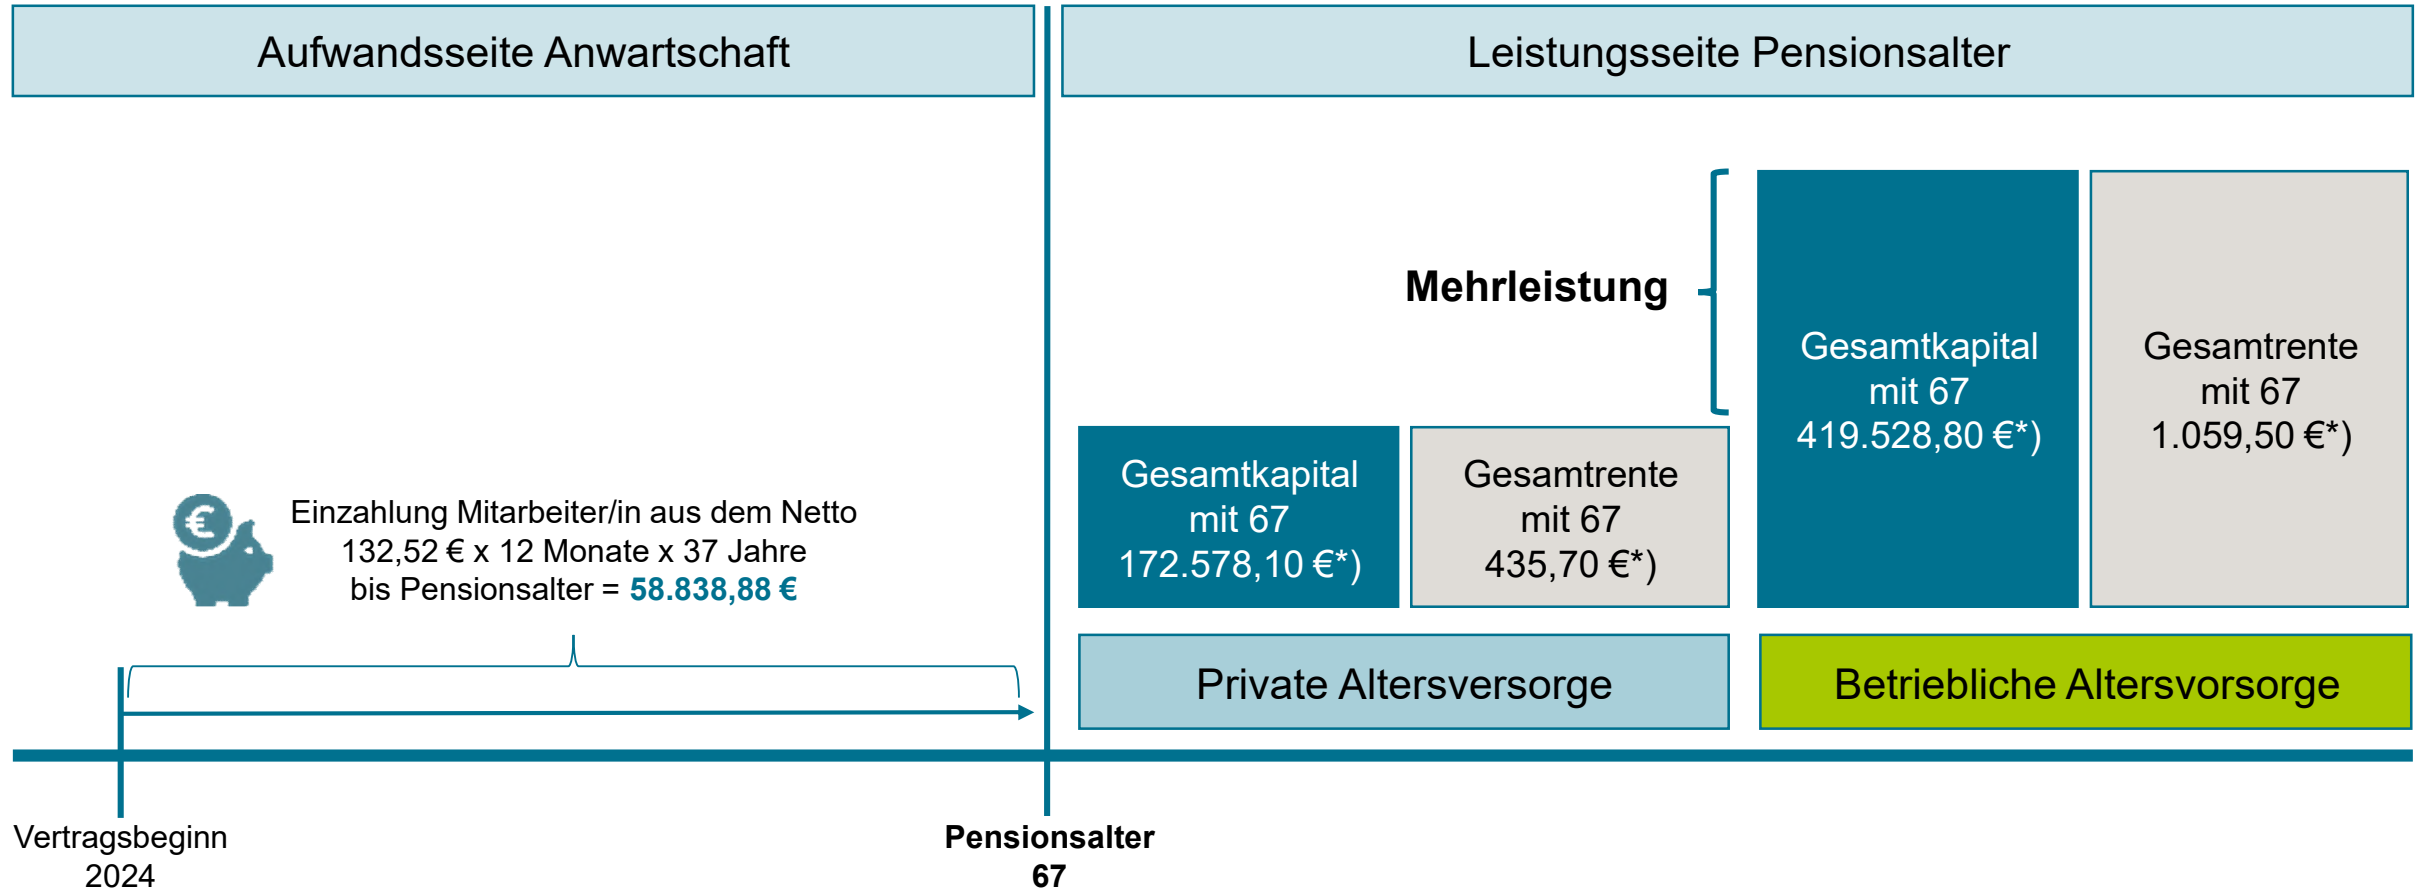 Aufwandsseite Anwartschaft
Leistungsseite Pensionsalter
Mehrleistung
Gesamtkapital
mit 67
419.528,80 €*)
Gesamtrente
mit 67
1.059,50 €*)
Gesamtkapital
mit 67
172.578,10 €*)
Gesamtrente
mit 67
435,70 €*)
€
Einzahlung Mitarbeiter/in aus dem Netto
132,52 € x 12 Monate x 37 Jahre
bis Pensionsalter = 58.838,88 €
Private Altersversorge
Betriebliche Altersvorsorge
Vertragsbeginn
2024
Pensionsalter
67